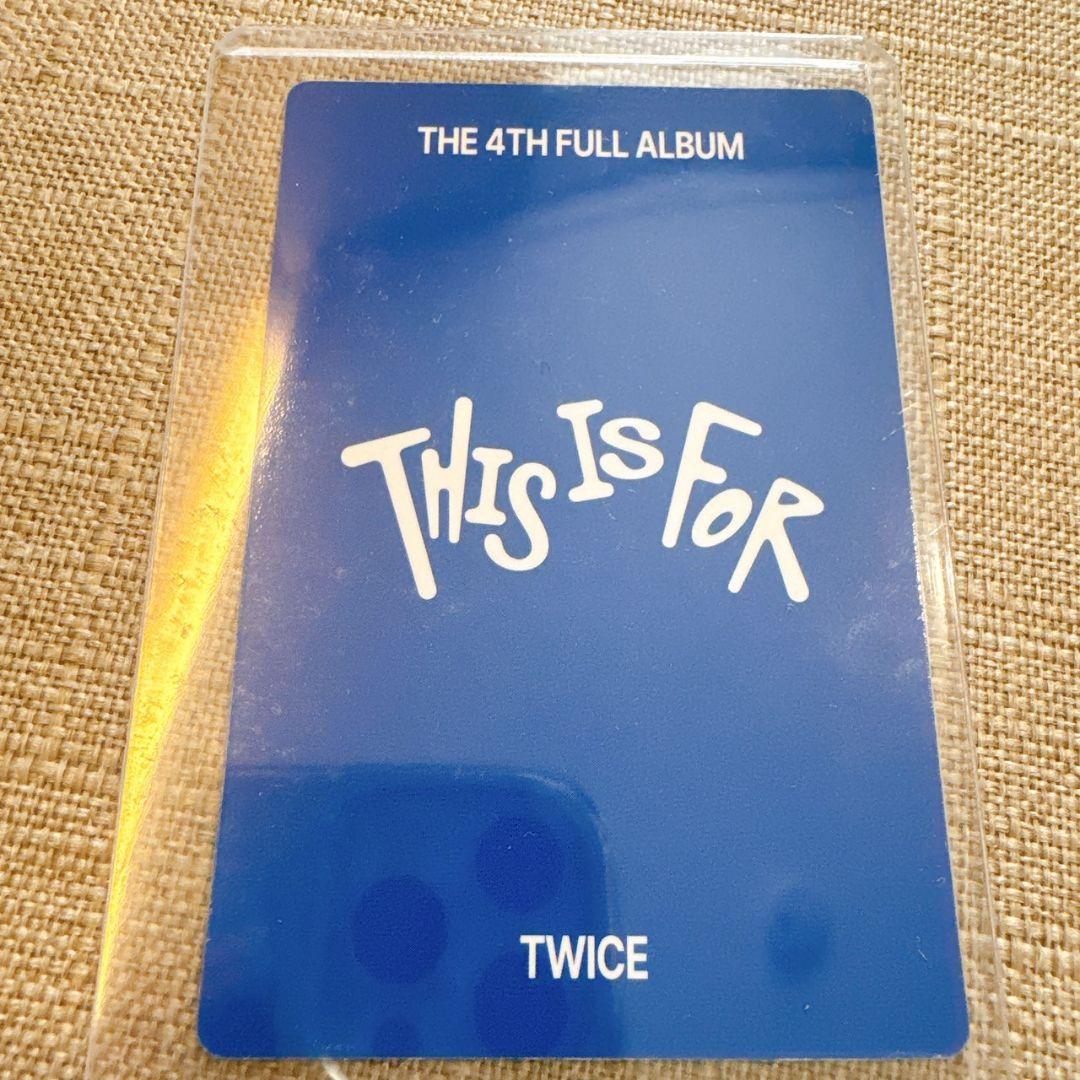 THE 4TH FULL ALBUM
THIS IS FOR
TWICE